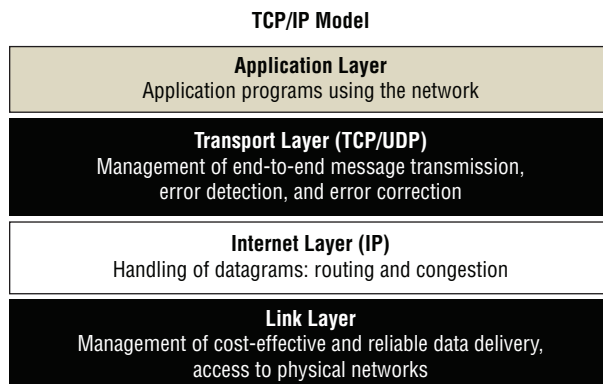 TCP/IP Model
Application Layer
Application programs using the network
Transport Layer (TCP/UDP)
Management of end-to-end message transmission,
error detection, and error correction
Internet Layer (IP)
Handling of datagrams: routing and congestion
Link Layer
Management of cost-effective and reliable data delivery,
access to physical networks